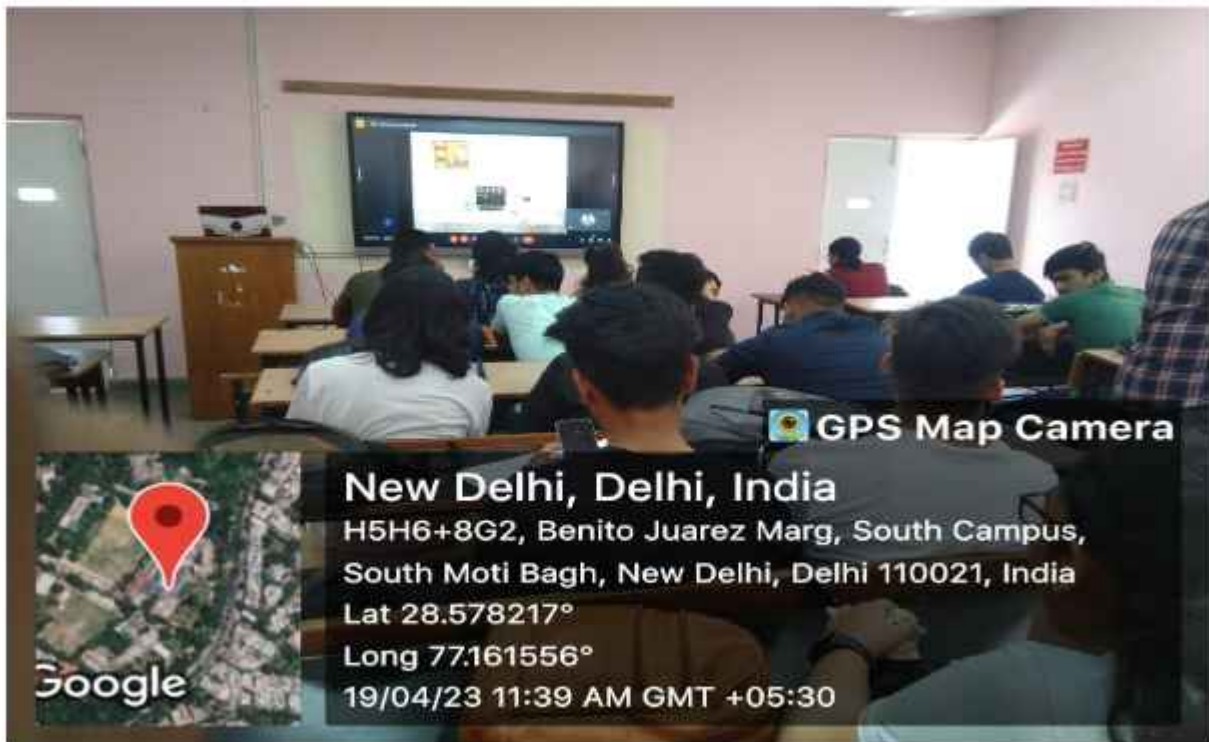 GPS Map Camera
New Delhi, Delhi, India
H5H6+8G2, Benito Juarez Marg, South Campus,
South Moti Bagh, New Delhi, Delhi 110021, India
Lat 28.578217°
Long 77.161556°
19/04/23 11:39 AM GMT +05:30
Google